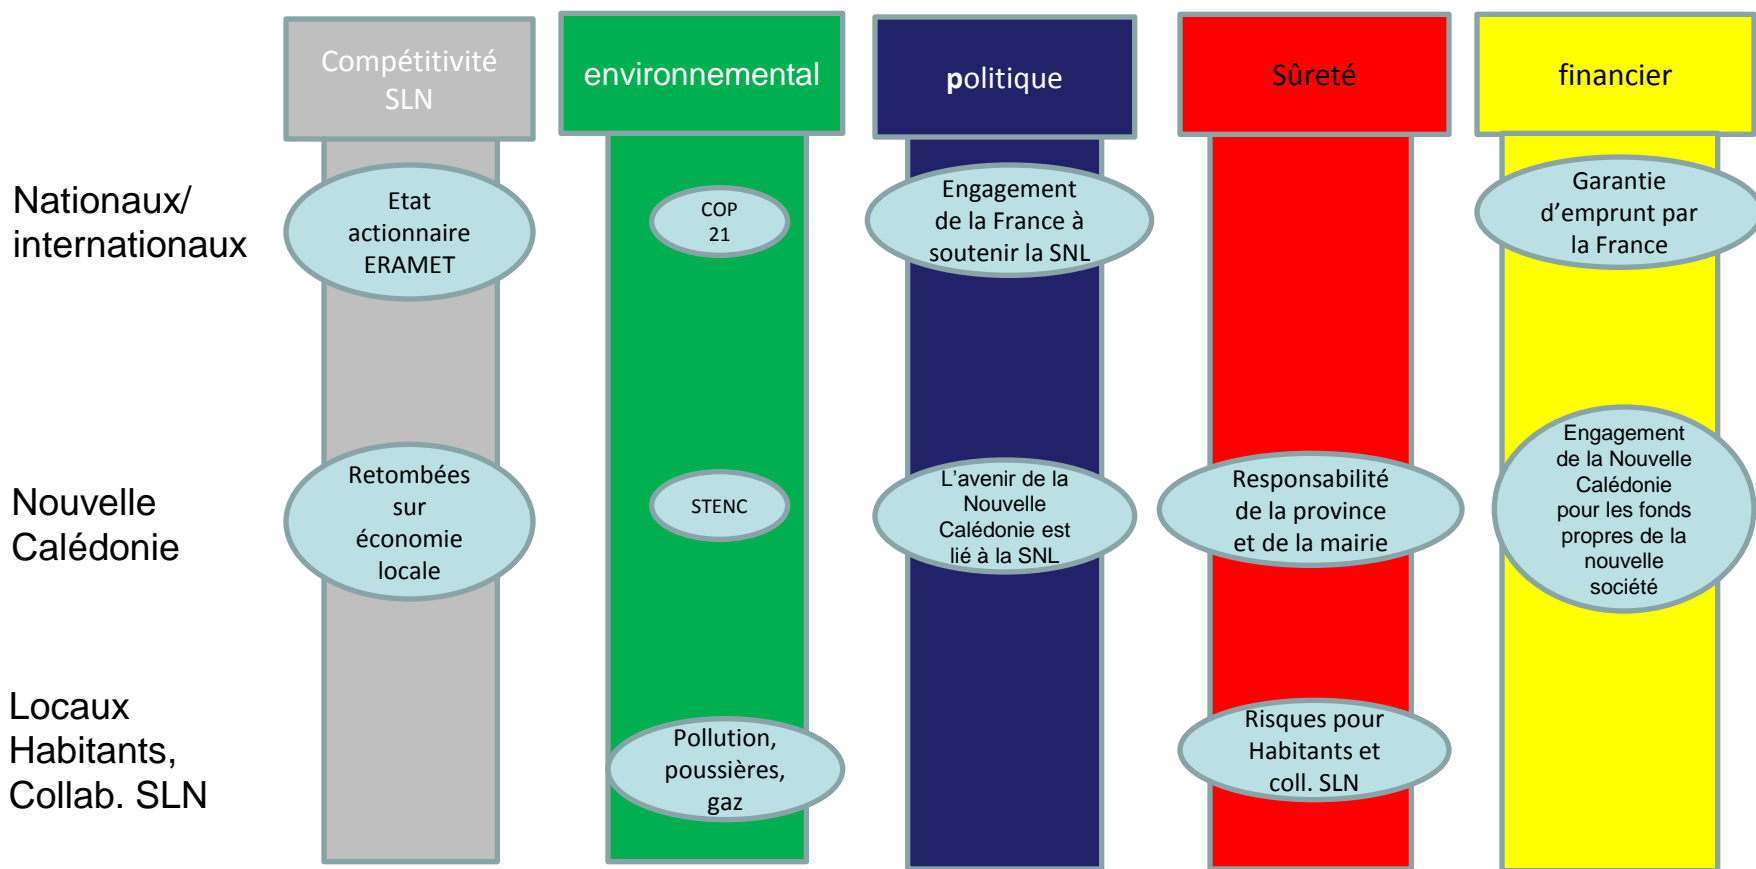 Compétitivité
SLN
environnemental
politique
Sûreté
financier
Nationaux/
internationaux
Etat
actionnaire
ERAMET
COP
21
Engagement
de la France à
soutenir la SNL
Garantie
d’emprunt par
la France
Nouvelle
Calédonie
Retombées
sur
économie
locale
STENC
L’avenir de la
Nouvelle
Calédonie est
lié à la SNL
Responsabilité
de la province
et de la mairie
Engagement
de la Nouvelle
Calédonie
pour les fonds
propres de la
nouvelle
société
Locaux
Habitants,
Collab. SLN
Pollution,
poussières,
gaz
Risques pour
Habitants et
coll. SLN